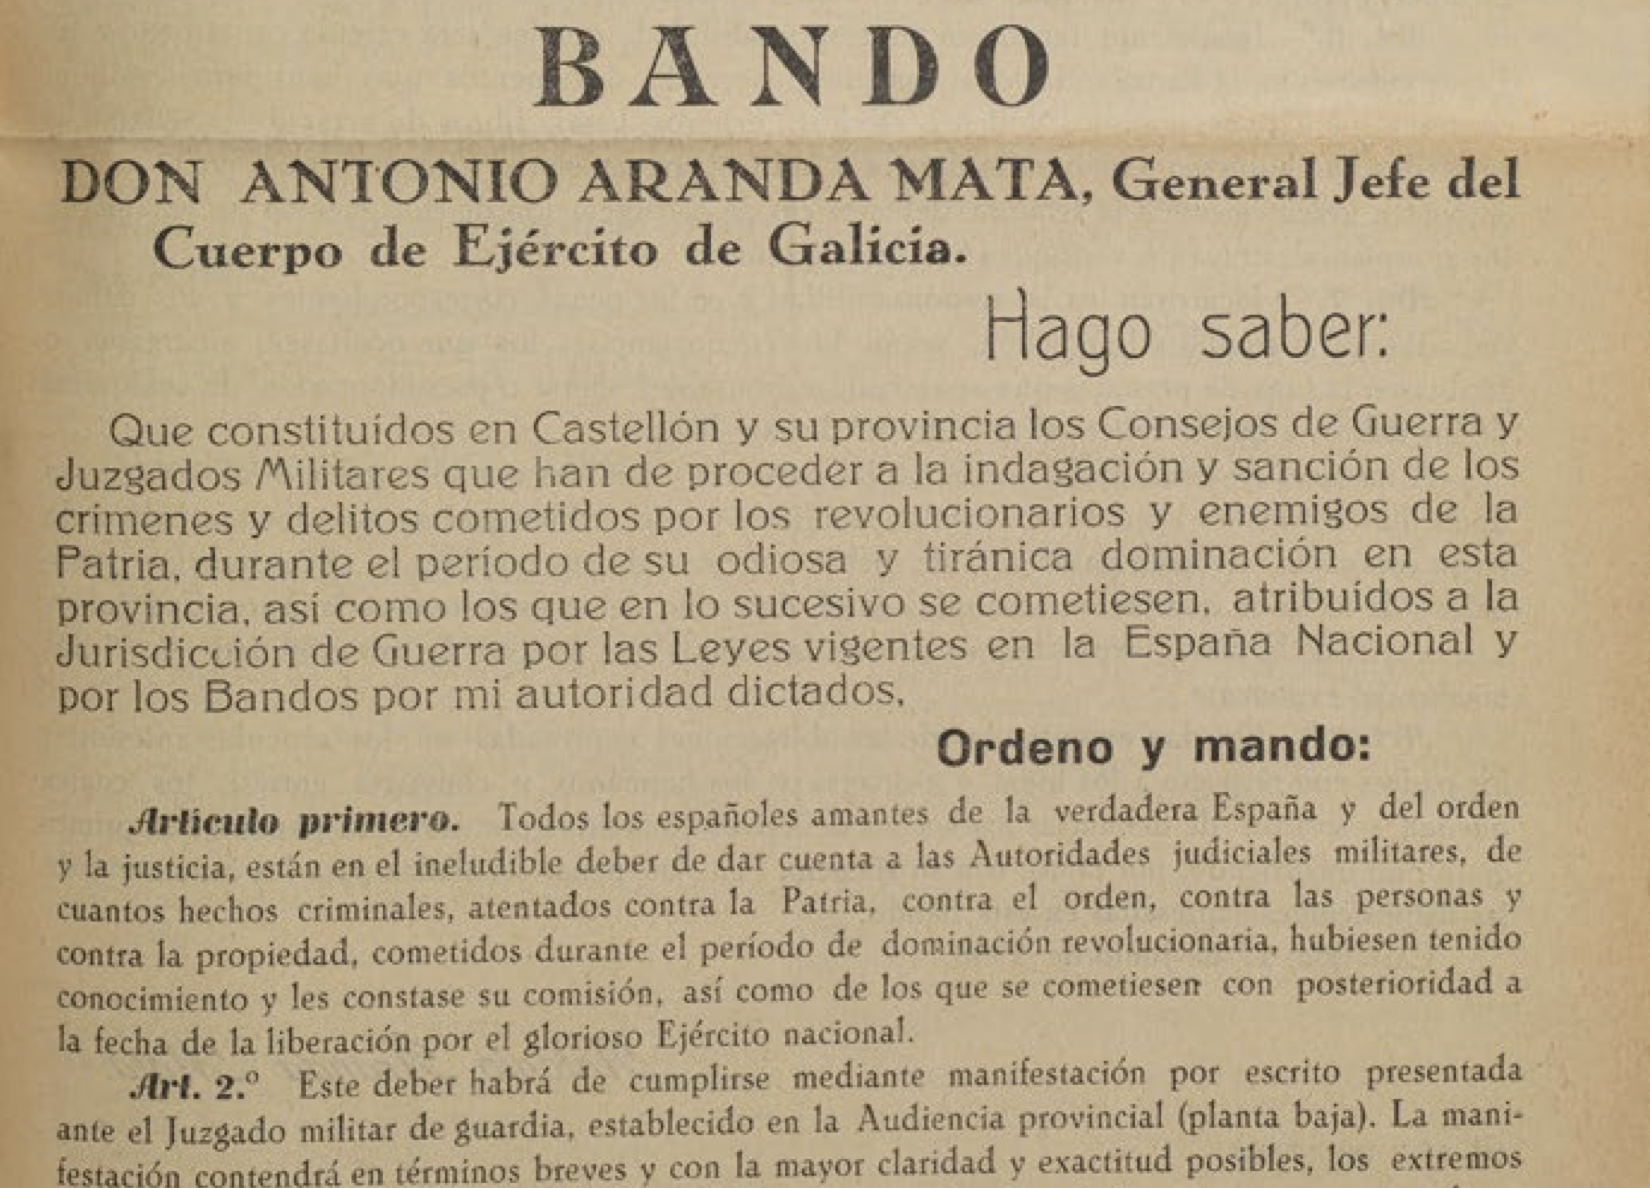 BANDO
DON ANTONIO ARANDA MATA, General Jefe del
Cuerpo de Ejército de Galicia.
Hago saber:
Que constituídos en Castellón y su provincia los Consejos de Guerra y
Juzgados Militares que han de proceder a la indagación y sanción de los
crímenes y delitos cometidos por los revolucionarios y enemigos de la
Patria, durante el período de su odiosa y tiránica dominación en esta
provincia, así como los que en lo sucesivo se cometiesen, atribuídos a la
Jurisdicción de Guerra por las Leyes vigentes en la España Nacional y
por los Bandos por mi autoridad dictados,
Ordeno y mando:
Artículo primero. Todos los españoles amantes de la verdadera España y del orden
y la justicia, están en el ineludible deber de dar cuenta a las Autoridades judiciales militares, de
cuantos hechos criminales, atentados contra la Patria, contra el orden, contra las personas y
contra la propiedad, cometidos durante el período de dominación revolucionaria, hubiesen tenido
conocimiento y les constase su comisión, así como de los que se cometiesen con posterioridad a
la fecha de la liberación por el glorioso Ejército nacional.
Art. 2.º Este deber habrá de cumplirse mediante manifestación por escrito presentada
ante el Juzgado militar de guardia, establecido en la Audiencia provincial (planta baja). La mani-
festación contendrá en términos breves y con la mayor claridad y exactitud posibles, los extremos